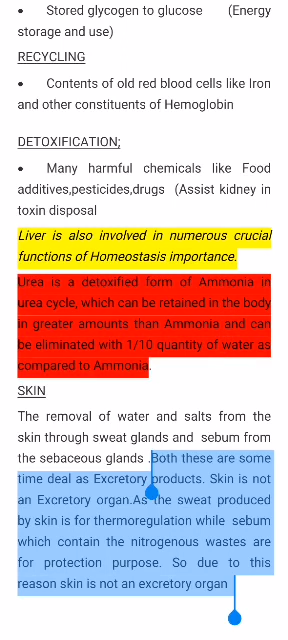 • Stored glycogen to glucose (Energy
storage and use)
RECYCLING
• Contents of old red blood cells like Iron
and other constituents of Hemoglobin
DETOXIFICATION;
• Many harmful chemicals like Food
additives,pesticides,drugs (Assist kidney in
toxin disposal
Liver is also involved in numerous crucial
functions of Homeostasis importance.
Urea is a detoxified form of Ammonia in
urea cycle, which can be retained in the body
in greater amounts than Ammonia and can
be eliminated with 1/10 quantity of water as
compared to Ammonia.
SKIN
The removal of water and salts from the
skin through sweat glands and sebum from
the sebaceous glands .Both these are some
time deal as Excretory products. Skin is not
an Excretory organ.As the sweat produced
by skin is for thermoregulation while sebum
which contain the nitrogenous wastes are
for protection purpose. So due to this
reason skin is not an excretory organ